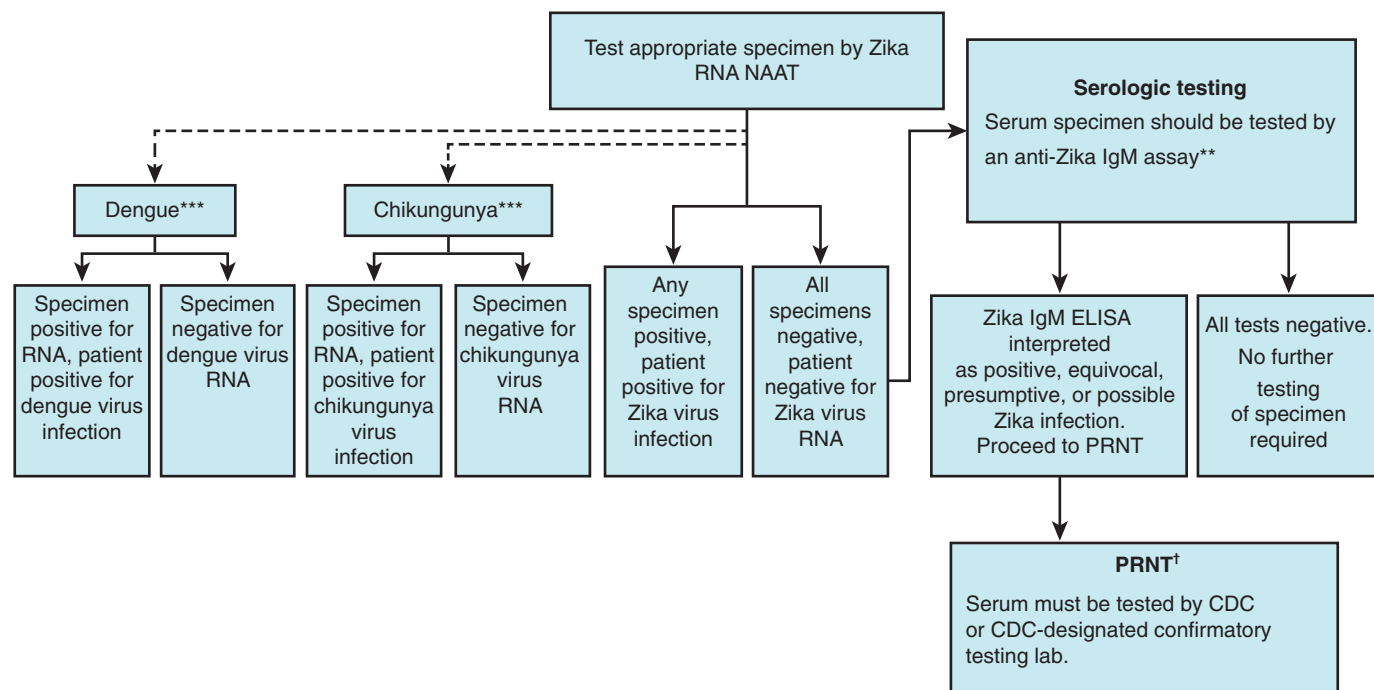 Test appropriate specimen by Zika
RNA NAAT
Serologic testing
Serum specimen should be tested by
an anti-Zika IgM assay**
Dengue***
Chikungunya***
Specimen
positive for
RNA, patient
positive for
dengue virus
infection
Specimen
negative for
dengue virus
RNA
Specimen
positive for
RNA, patient
positive for
chikungunya
virus
infection
Specimen
negative for
chikungunya
virus
RNA
Any
specimen
positive,
patient
positive for
Zika virus
infection
All
specimens
negative,
patient
negative for
Zika virus
RNA
Zika IgM ELISA
interpreted
as positive, equivocal,
presumptive, or possible
Zika infection.
Proceed to PRNT
All tests negative.
No further
testing
of specimen
required
PRNT†
Serum must be tested by CDC
or CDC-designated confirmatory
testing lab.